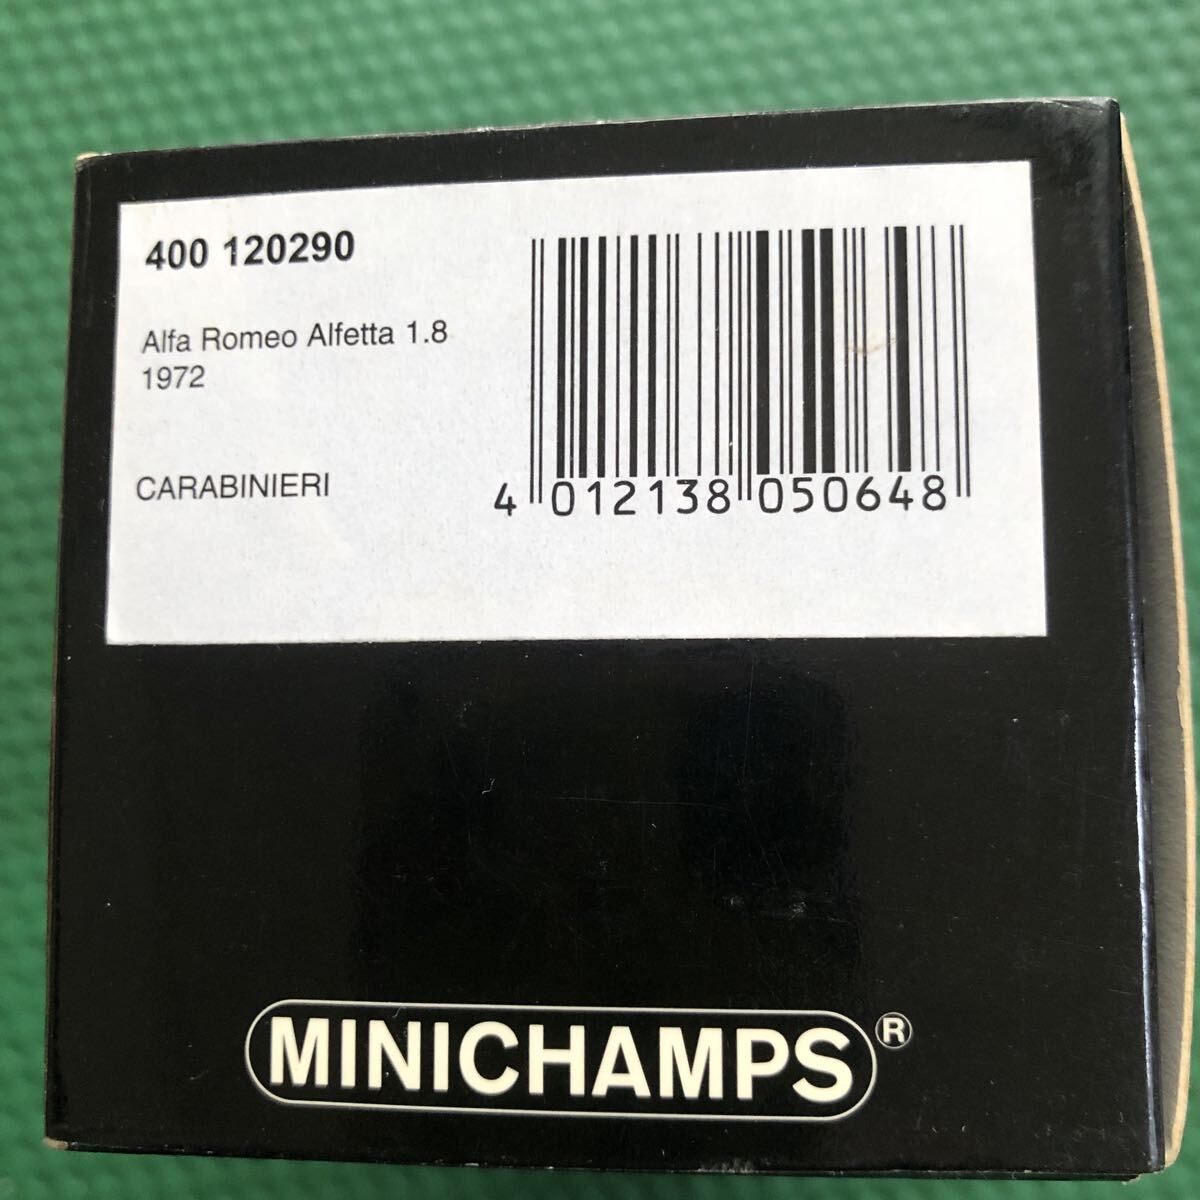 400 120290
Alfa Romeo Alfetta 1.8
1972
CARABINIERI
4 012138 050648
MINICHAMPS®